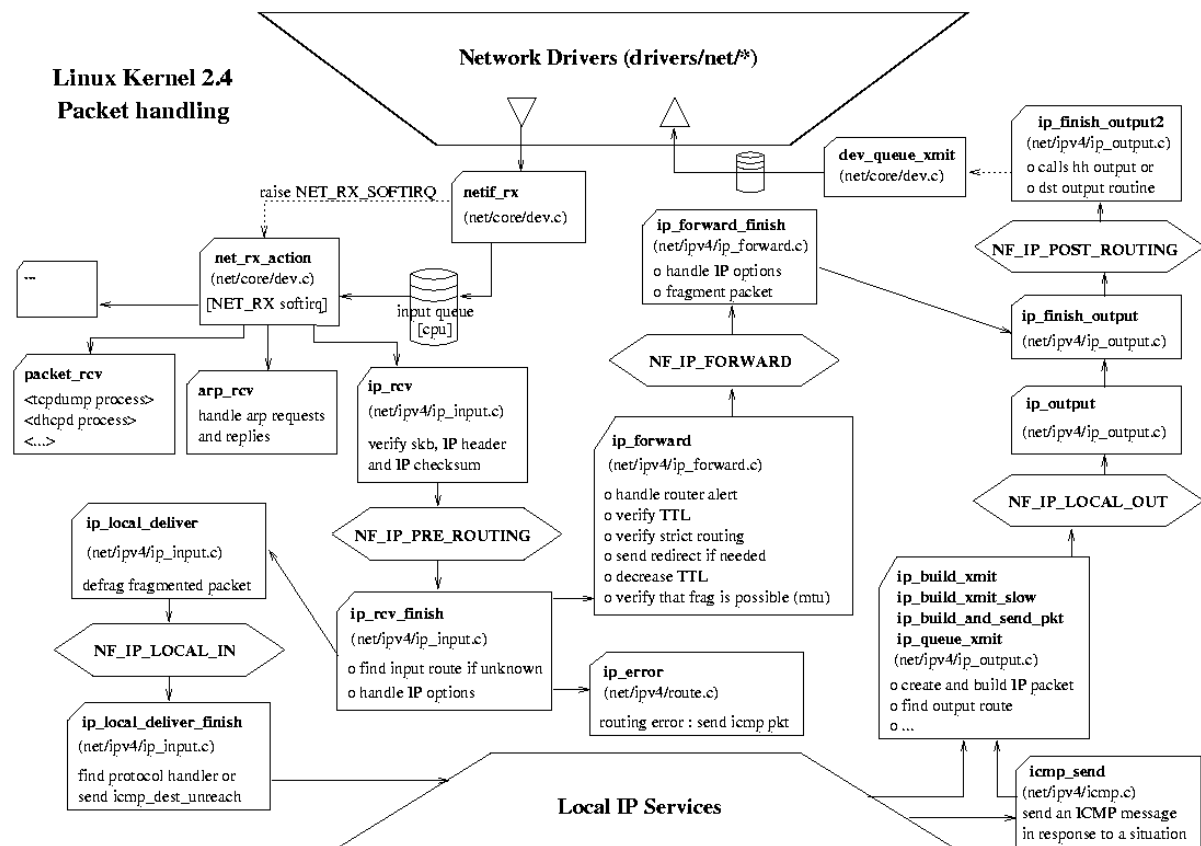 Network Drivers (drivers/net/*)
Linux Kernel 2.4
Packet handling
raise NET_RX_SOFTIRQ
netif_rx
(net/core/dev.c)
dev_queue_xmit
(net/core/dev.c)
ip_finish_output2
(net/ipv4/ip_output.c)
o calls hh output or
o dst output routine
net_rx_action
(net/core/dev.c)
[NET_RX softirq]
...
input queue
[cpu]
ip_forward_finish
(net/ipv4/ip_forward.c)
o handle IP options
o fragment packet
NF_IP_POST_ROUTING
ip_finish_output
(net/ipv4/ip_output.c)
packet_rcv
<tcpdump process>
<dhcpd process>
<...>
arp_rcv
handle arp requests
and replies
ip_rcv
(net/ipv4/ip_input.c)
verify skb, IP header
and IP checksum
NF_IP_FORWARD
ip_output
(net/ipv4/ip_output.c)
ip_forward
(net/ipv4/ip_forward.c)
o handle router alert
o verify TTL
o verify strict routing
o send redirect if needed
o decrease TTL
o verify that frag is possible (mtu)
NF_IP_LOCAL_OUT
ip_local_deliver
(net/ipv4/ip_input.c)
defrag fragmented packet
NF_IP_PRE_ROUTING
ip_rcv_finish
(net/ipv4/ip_input.c)
o find input route if unknown
o handle IP options
ip_build_xmit
ip_build_xmit_slow
ip_build_and_send_pkt
ip_queue_xmit
(net/ipv4/ip_output.c)
o create and build IP packet
o find output route
o ...
NF_IP_LOCAL_IN
ip_error
(net/ipv4/route.c)
routing error : send icmp pkt
ip_local_deliver_finish
(net/ipv4/ip_input.c)
find protocol handler or
send icmp_dest_unreach
Local IP Services
icmp_send
(net/ipv4/icmp.c)
send an ICMP message
in response to a situation